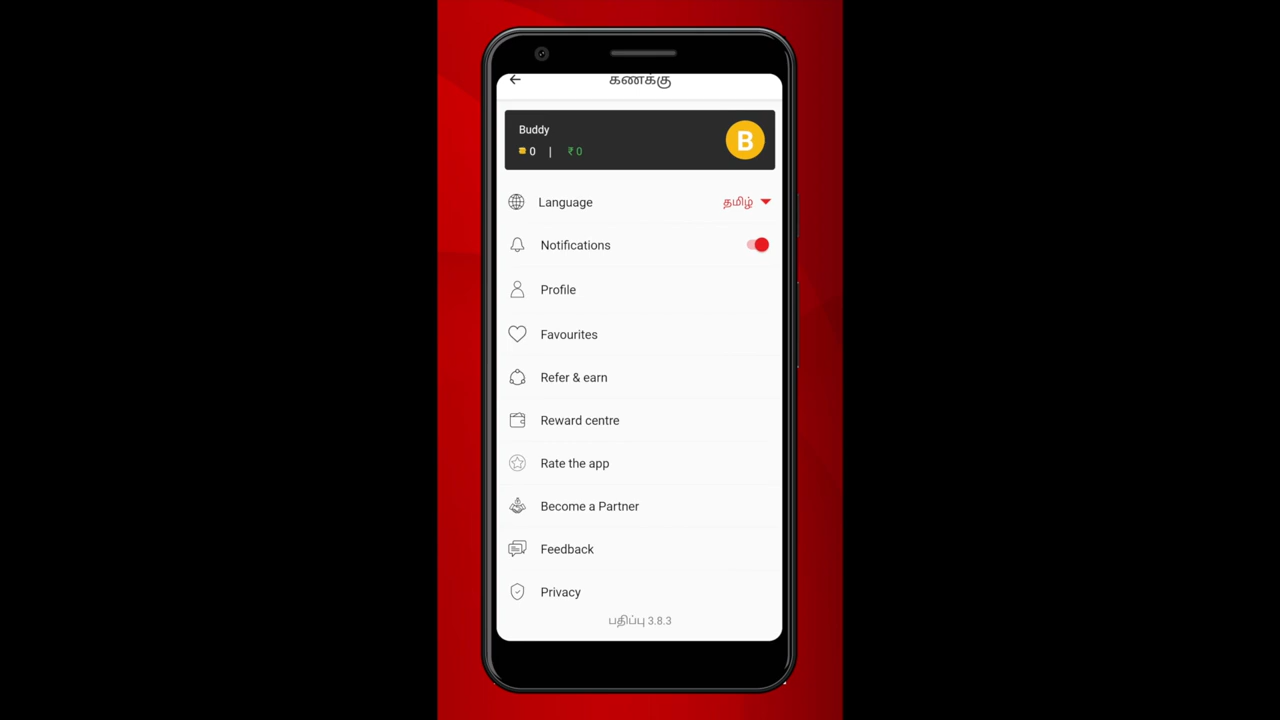 கணக்கு
Buddy
B
0 | ₹ 0
Language தமிழ்
Notifications
Profile
Favourites
Refer & earn
Reward centre
Rate the app
Become a Partner
Feedback
Privacy
பதிப்பு 3.8.3